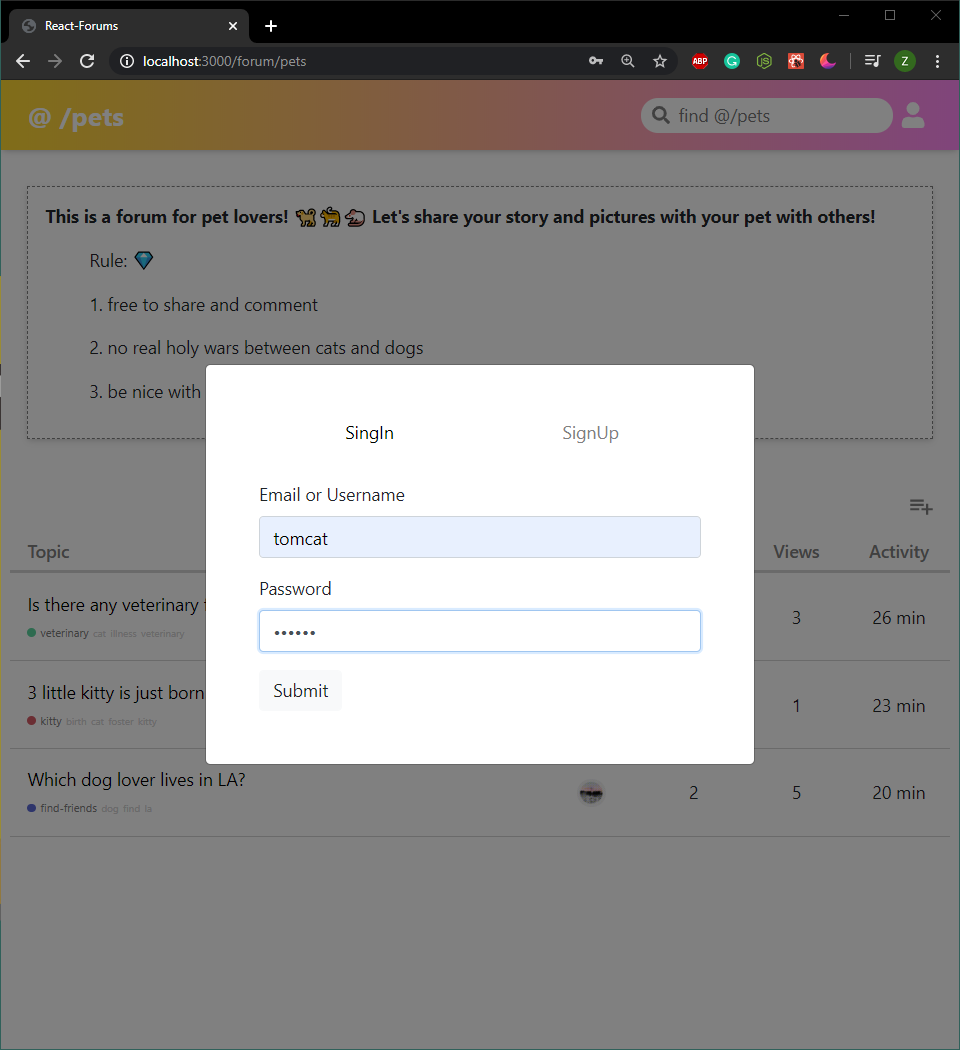 React-Forums
localhost:3000/forum/pets
ABP
JS
Z
@ /pets
find @/pets
This is a forum for pet lovers! 🐕🐈🐁 Let's share your story and pictures with your pet with others!
Rule: 💎
1. free to share and comment
2. no real holy wars between cats and dogs
3. be nice with
SingIn SignUp
Email or Username
tomcat
Password
••••••
Submit
Topic Views Activity
Is there any veterinary
3 26 min
veterinary cat illness veterinary
3 little kitty is just born
1 23 min
kitty birth cat foster kitty
Which dog lover lives in LA?
2 5 20 min
find-friends dog find la